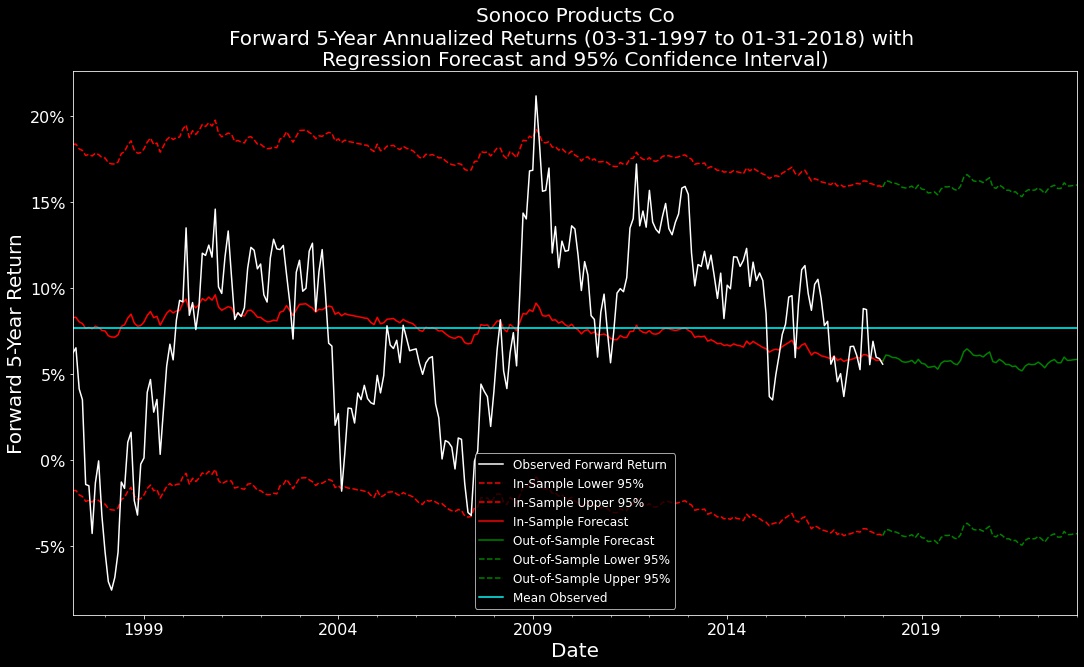 Sonoco Products Co
Forward 5-Year Annualized Returns (03-31-1997 to 01-31-2018) with
Regression Forecast and 95% Confidence Interval)
20%
15%
10%
5%
0%
-5%
Forward 5-Year Return
Observed Forward Return
In-Sample Lower 95%
In-Sample Upper 95%
In-Sample Forecast
Out-of-Sample Forecast
Out-of-Sample Lower 95%
Out-of-Sample Upper 95%
Mean Observed
1999
2004
2009
2014
2019
Date